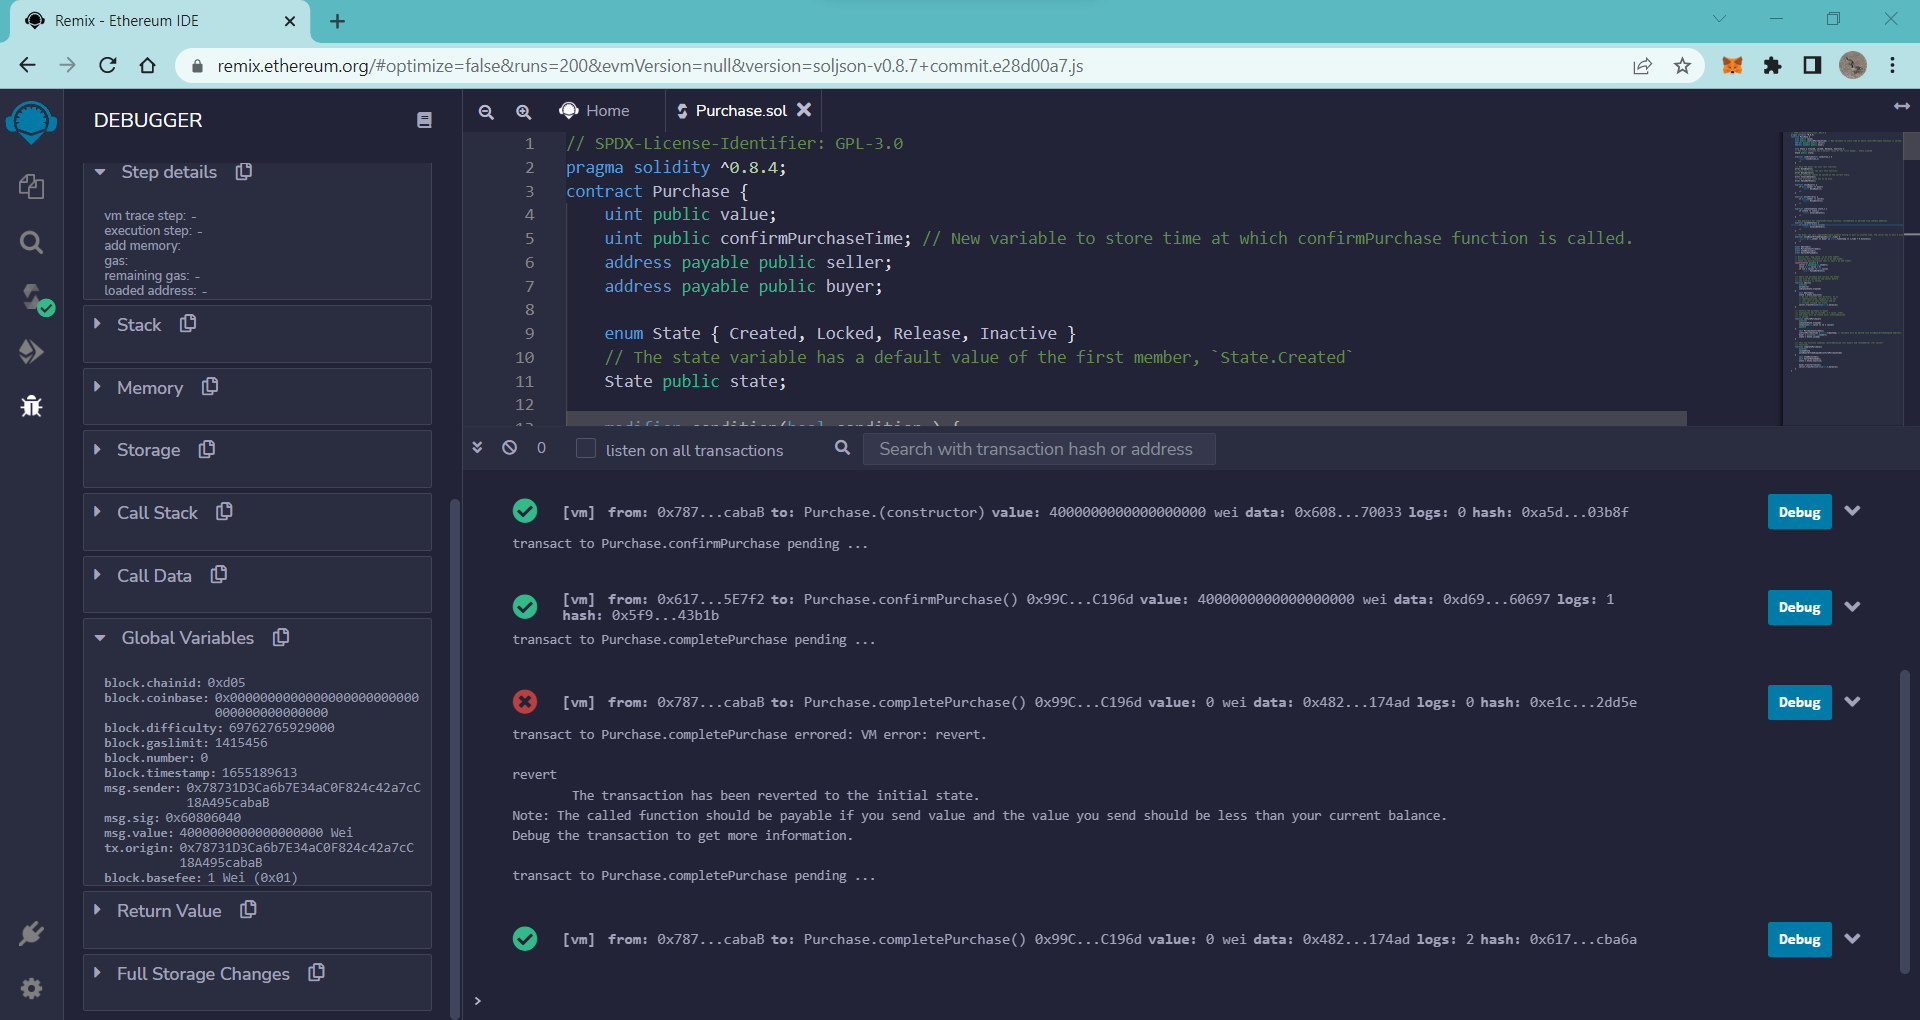 Remix - Ethereum IDE
remix.ethereum.org/#optimize=false&runs=200&evmVersion=null&version=soljson-v0.8.7+commit.e28d00a7.js
DEBUGGER
Step details
vm trace step: -
execution step: -
add memory:
gas:
remaining gas: -
loaded address: -
Stack
Memory
Storage
Call Stack
Call Data
Global Variables
block.chainid: 0xd05
block.coinbase: 0x0000000000000000000000000
000000000000000
block.difficulty: 69762765929000
block.gaslimit: 1415456
block.number: 0
block.timestamp: 1655189613
msg.sender: 0x78731D3Ca6b7E34aC0F824c42a7cC
18A495cabaB
msg.sig: 0x60806040
msg.value: 4000000000000000000 Wei
tx.origin: 0x78731D3Ca6b7E34aC0F824c42a7cC
18A495cabaB
block.basefee: 1 Wei (0x01)
Return Value
Full Storage Changes
Home
Purchase.sol
1 // SPDX-License-Identifier: GPL-3.0
2 pragma solidity ^0.8.4;
3 contract Purchase {
4 uint public value;
5 uint public confirmPurchaseTime; // New variable to store time at which confirmPurchase function is called.
6 address payable public seller;
7 address payable public buyer;
8
9 enum State { Created, Locked, Release, Inactive }
10 // The state variable has a default value of the first member, `State.Created`
11 State public state;
12
0
listen on all transactions
Search with transaction hash or address
[vm] from: 0x787...cabaB to: Purchase.(constructor) value: 4000000000000000000 wei data: 0x608...70033 logs: 0 hash: 0xa5d...03b8f
Debug
transact to Purchase.confirmPurchase pending ...
[vm] from: 0x617...5E7f2 to: Purchase.confirmPurchase() 0x99C...C196d value: 4000000000000000000 wei data: 0xd69...60697 logs: 1
hash: 0x5f9...43b1b
Debug
transact to Purchase.completePurchase pending ...
[vm] from: 0x787...cabaB to: Purchase.completePurchase() 0x99C...C196d value: 0 wei data: 0x482...174ad logs: 0 hash: 0xe1c...2dd5e
Debug
transact to Purchase.completePurchase errored: VM error: revert.
revert
The transaction has been reverted to the initial state.
Note: The called function should be payable if you send value and the value you send should be less than your current balance.
Debug the transaction to get more information.
transact to Purchase.completePurchase pending ...
[vm] from: 0x787...cabaB to: Purchase.completePurchase() 0x99C...C196d value: 0 wei data: 0x482...174ad logs: 2 hash: 0x617...cba6a
Debug
>